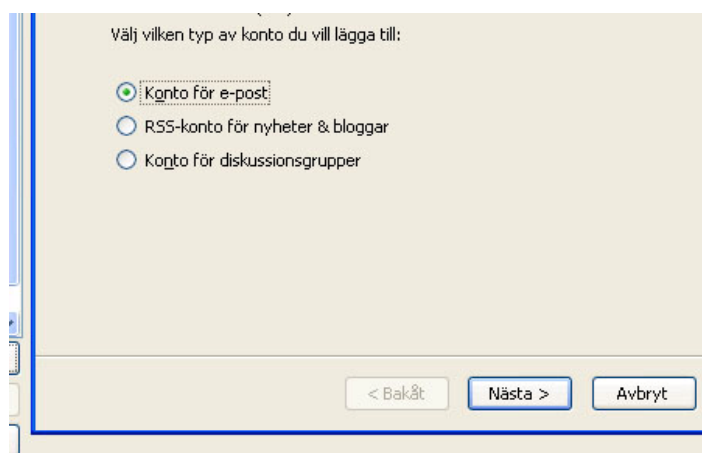 Välj vilken typ av konto du vill lägga till:
Konto för e-post
RSS-konto för nyheter & bloggar
Konto för diskussionsgrupper
< Bakåt Nästa > Avbryt